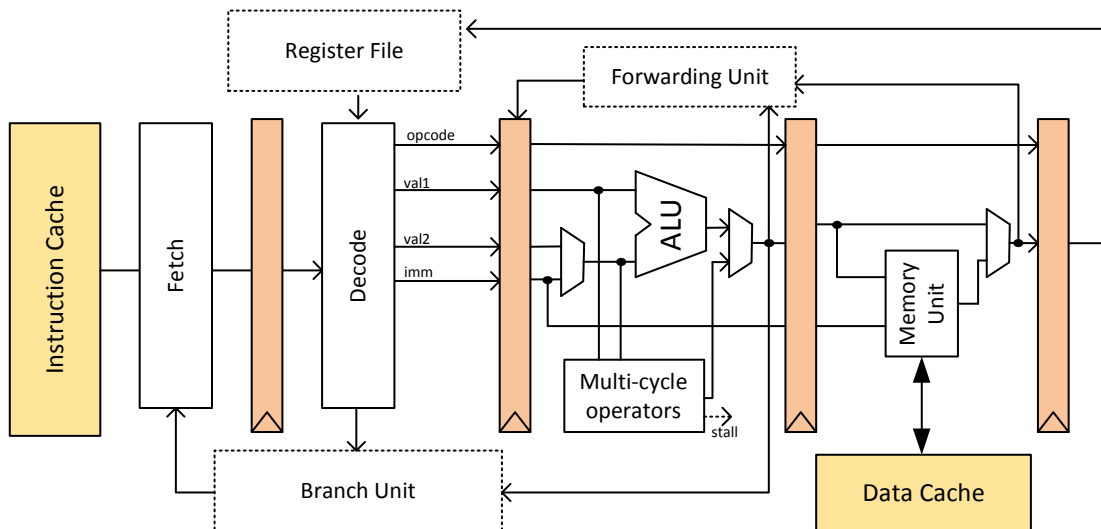 Register File
Forwarding Unit
Instruction Cache
Fetch
Decode
opcode
val1
val2
imm
ALU
Multi-cycle
operators
stall
Memory
Unit
Branch Unit
Data Cache